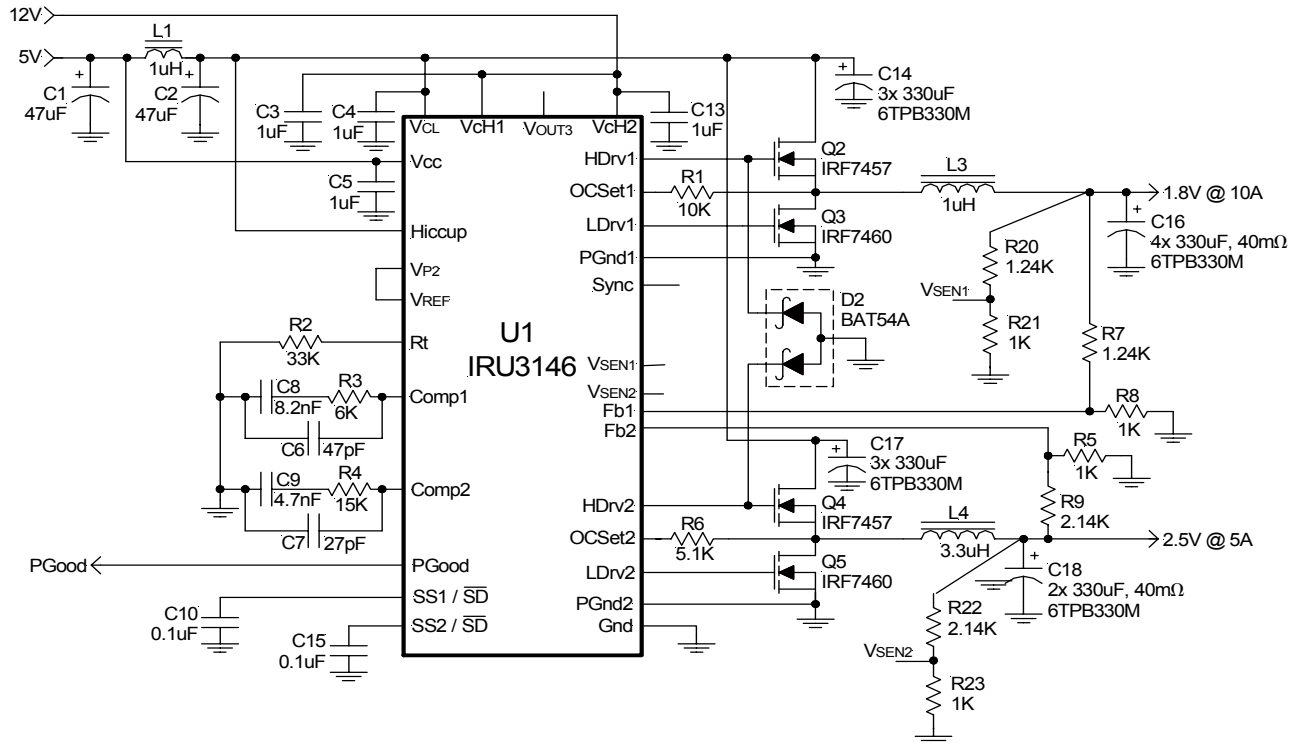 12V
L1
5V
1uH
C1
47uF
C2
47uF
C3
1uF
C4
1uF
C13
1uF
C14
3x 330uF
6TPB330M
VCL
VcH1
VOUT3
VcH2
Vcc
C5
1uF
Hiccup
VP2
VREF
R2
33K
Rt
C8
8.2nF
R3
6K
Comp1
C6
47pF
C9
4.7nF
R4
15K
Comp2
C7
27pF
PGood
PGood
C10
0.1uF
SS1 / SD
C15
0.1uF
SS2 / SD
U1
IRU3146
HDrv1
Q2
IRF7457
OCSet1
R1
10K
L3
1uH
1.8V @ 10A
LDrv1
Q3
IRF7460
C16
4x 330uF, 40mΩ
6TPB330M
PGnd1
Sync
R20
1.24K
VSEN1
R21
1K
D2
BAT54A
R7
1.24K
VSEN1
VSEN2
Fb1
Fb2
R8
1K
R5
1K
C17
3x 330uF
6TPB330M
R9
2.14K
HDrv2
Q4
IRF7457
OCSet2
R6
5.1K
L4
3.3uH
2.5V @ 5A
LDrv2
Q5
IRF7460
C18
2x 330uF, 40mΩ
6TPB330M
PGnd2
Gnd
R22
2.14K
VSEN2
R23
1K